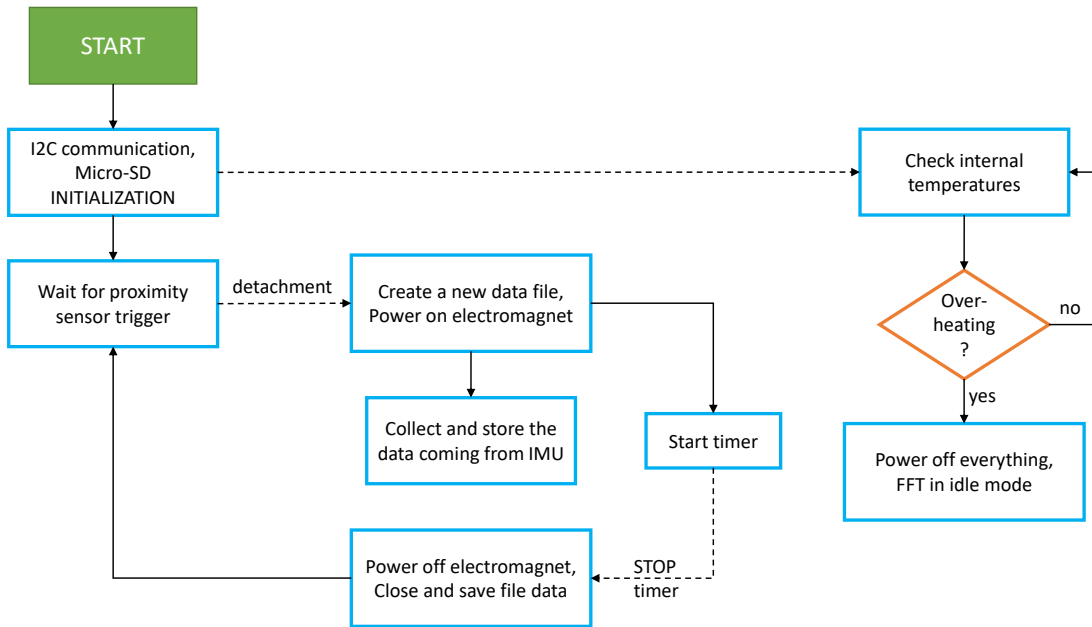 START
I2C communication,
Micro-SD
INITIALIZATION
Check internal
temperatures
Wait for proximity
sensor trigger
detachment
Create a new data file,
Power on electromagnet
Over-
heating
?
no
yes
Collect and store the
data coming from IMU
Start timer
Power off everything,
FFT in idle mode
Power off electromagnet,
Close and save file data
STOP
timer